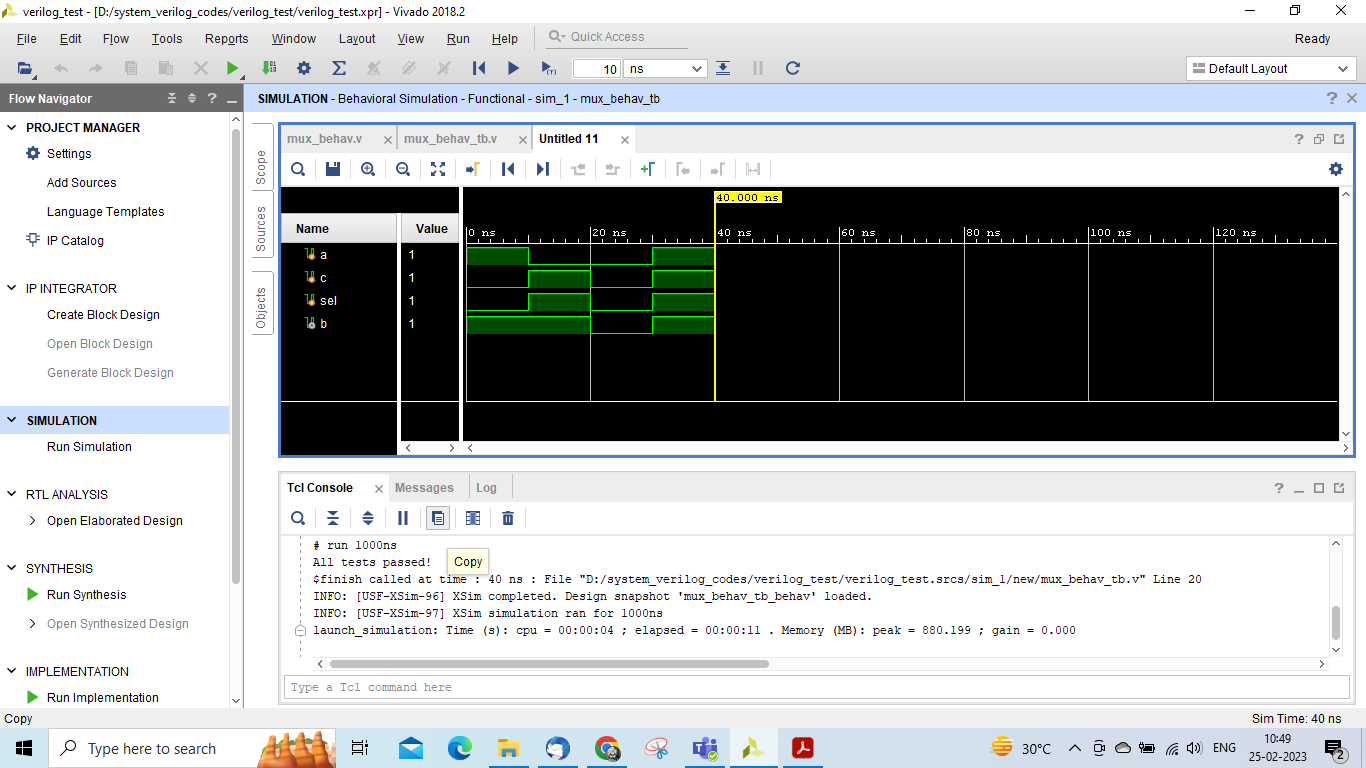 verilog_test - [D:/system_verilog_codes/verilog_test/verilog_test.xpr] - Vivado 2018.2
File Edit Flow Tools Reports Window Layout View Run Help Quick Access Ready
10 ns Default Layout
Flow Navigator
PROJECT MANAGER
Settings
Add Sources
Language Templates
IP Catalog
IP INTEGRATOR
Create Block Design
Open Block Design
Generate Block Design
SIMULATION
Run Simulation
RTL ANALYSIS
Open Elaborated Design
SYNTHESIS
Run Synthesis
Open Synthesized Design
IMPLEMENTATION
Run Implementation
SIMULATION - Behavioral Simulation - Functional - sim_1 - mux_behav_tb
Scope
Sources
Objects
mux_behav.v mux_behav_tb.v Untitled 11
40.000 ns
Name Value
0 ns 20 ns 40 ns 60 ns 80 ns 100 ns 120 ns
a 1
c 1
sel 1
b 1
Tcl Console Messages Log
# run 1000ns
All tests passed!
Copy
$finish called at time : 40 ns : File "D:/system_verilog_codes/verilog_test/verilog_test.srcs/sim_1/new/mux_behav_tb.v" Line 20
INFO: [USF-XSim-96] XSim completed. Design snapshot 'mux_behav_tb_behav' loaded.
INFO: [USF-XSim-97] XSim simulation ran for 1000ns
launch_simulation: Time (s): cpu = 00:00:04 ; elapsed = 00:00:11 . Memory (MB): peak = 880.199 ; gain = 0.000
Type a Tcl command here
Copy Sim Time: 40 ns
Type here to search
30°C ENG
10:49
25-02-2023
2